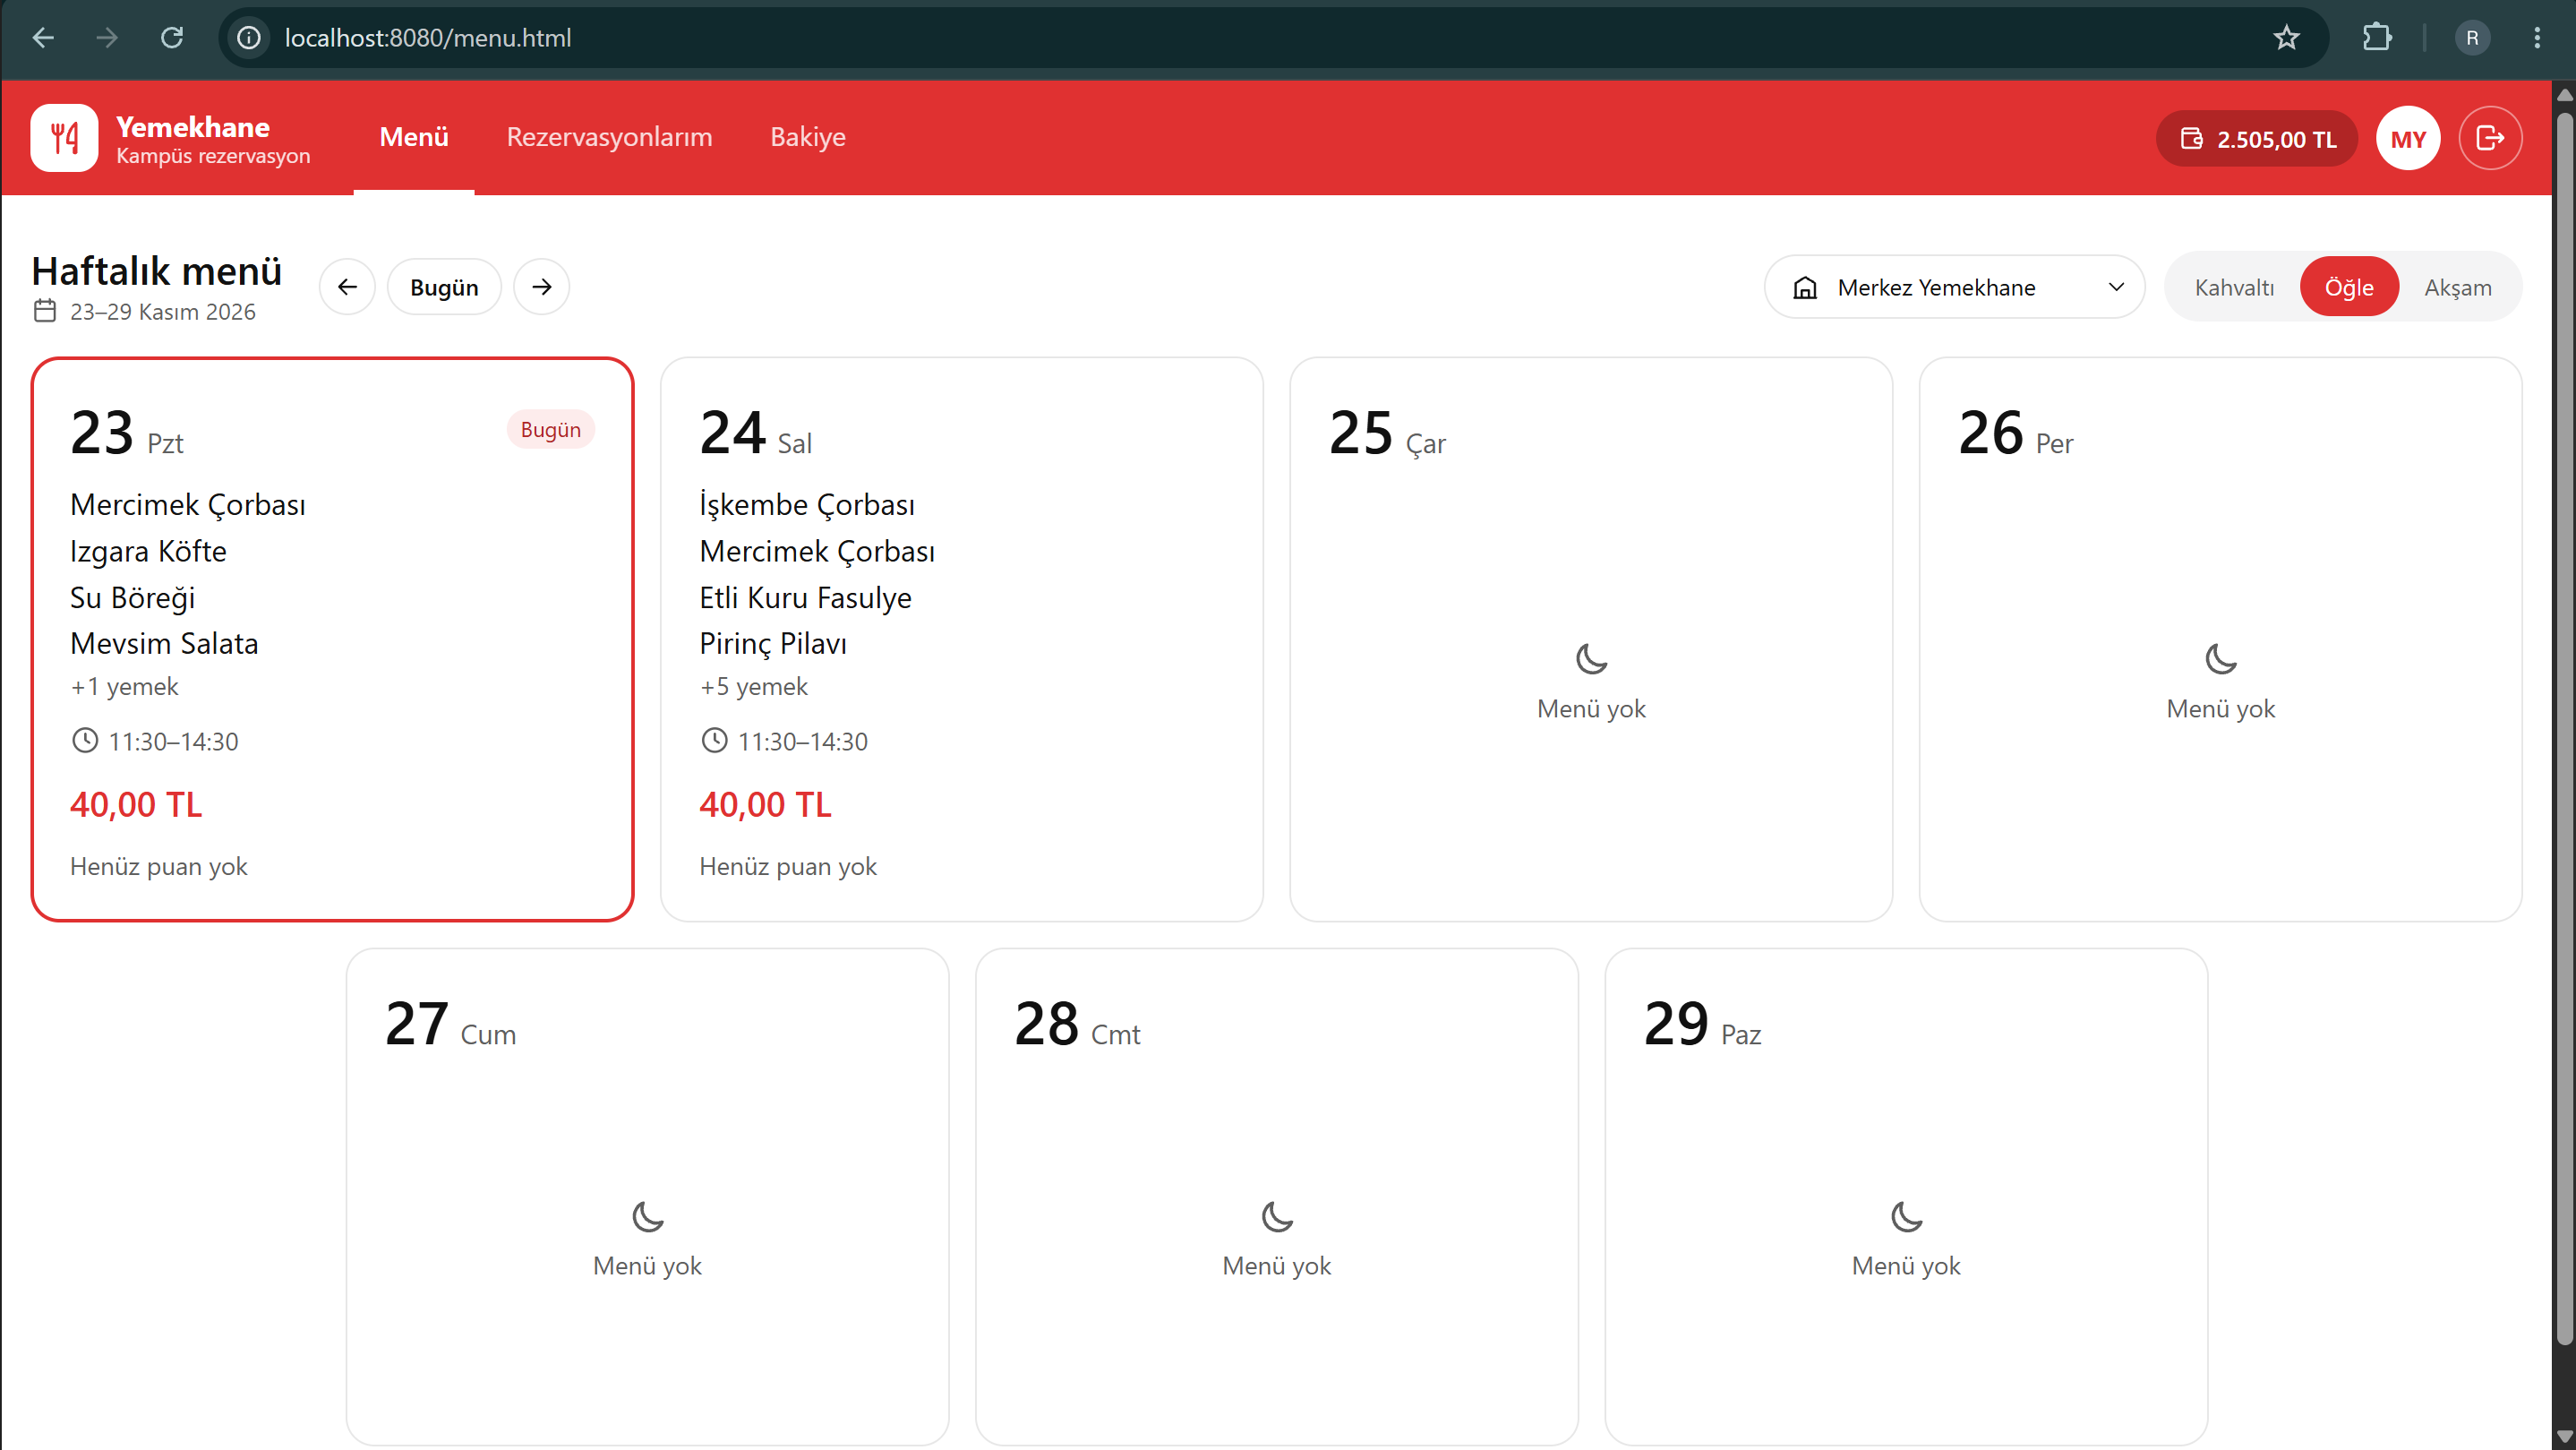 localhost:8080/menu.html
R
Yemekhane
Kampüs rezervasyon
Menü
Rezervasyonlarım
Bakiye
2.505,00 TL
MY
Haftalık menü
23–29 Kasım 2026
Bugün
Merkez Yemekhane
Kahvaltı
Öğle
Akşam
23 Pzt
Bugün
Mercimek Çorbası
Izgara Köfte
Su Böreği
Mevsim Salata
+1 yemek
11:30–14:30
40,00 TL
Henüz puan yok
24 Sal
İşkembe Çorbası
Mercimek Çorbası
Etli Kuru Fasulye
Pirinç Pilavı
+5 yemek
11:30–14:30
40,00 TL
Henüz puan yok
25 Çar
Menü yok
26 Per
Menü yok
27 Cum
Menü yok
28 Cmt
Menü yok
29 Paz
Menü yok